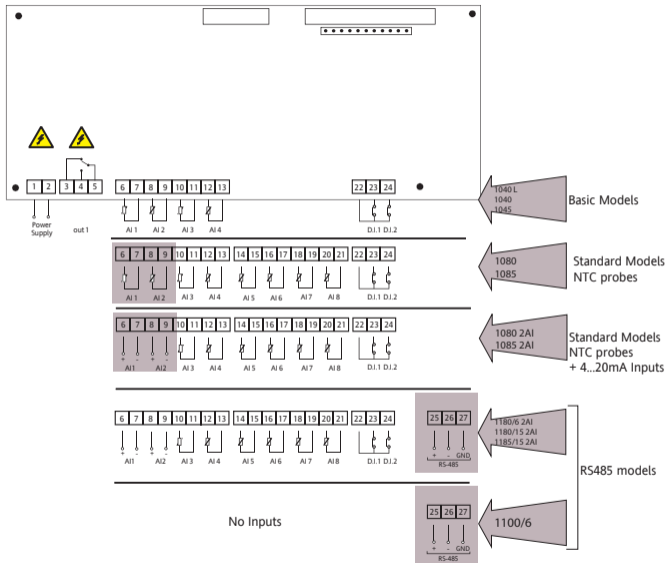 1 2 3 4 5 6 7 8 9 10 11 12 13 22 23 24
Power
Supply
out 1
AI 1 AI 2 AI 3 AI 4 D.I.1 D.I.2
1040 L
1040
1045
Basic Models
6 7 8 9 10 11 12 13 14 15 16 17 18 19 20 21 22 23 24
AI 1 AI 2 AI 3 AI 4 AI 5 AI 6 AI 7 AI 8 D.I.1 D.I.2
1080
1085
Standard Models
NTC probes
6 7 8 9 10 11 12 13 14 15 16 17 18 19 20 21 22 23 24
+ - + -
AI1 AI2 AI 3 AI 4 AI 5 AI 6 AI 7 AI 8 D.I.1 D.I.2
1080 2AI
1085 2AI
Standard Models
NTC probes
+ 4...20mA Inputs
6 7 8 9 10 11 12 13 14 15 16 17 18 19 20 21 22 23 24 25 26 27
+ - + - + - GND
AI1 AI2 AI 3 AI 4 AI 5 AI 6 AI 7 AI 8 D.I.1 D.I.2 RS-485
1180/6 2AI
1180/15 2AI
1185/15 2AI
RS485 models
No Inputs
25 26 27
+ - GND
RS-485
1100/6